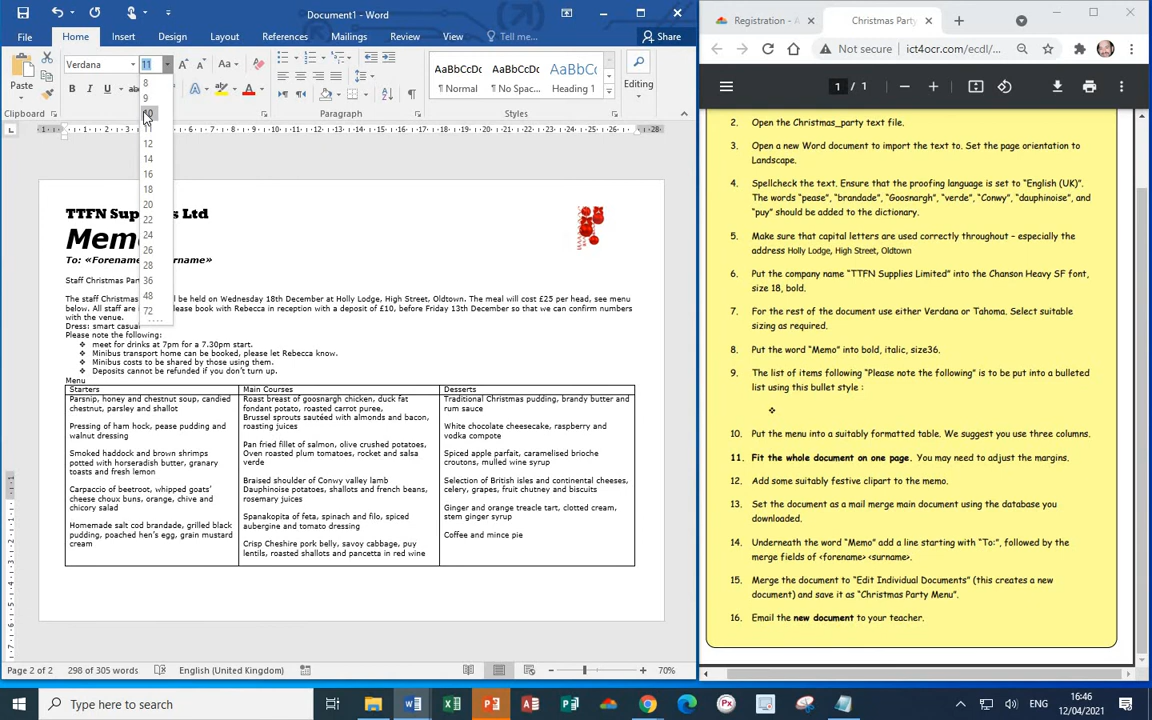 Document1 - Word
File
Home
Insert
Design
Layout
References
Mailings
Review
View
Tell me...
Share
Paste
Verdana
11
Aa
B
I
U
AaBbCcDc
AaBbCcDc
AaBbCc
¶ Normal
¶ No Spac...
Heading 1
Editing
Clipboard
Paragraph
Styles
8
9
10
11
12
14
16
18
20
22
24
26
28
36
48
72
TTFN Sup s Ltd
Mem
To: «Forename» «Surname»
Staff Christmas Par
The staff Christmas l be held on Wednesday 18th December at Holly Lodge, High Street, Oldtown. The meal will cost £25 per head, see menu
below. All staff are please book with Rebecca in reception with a deposit of £10, before Friday 13th December so that we can confirm numbers
with the venue.
Dress: smart casual
Please note the following:
❖ meet for drinks at 7pm for a 7.30pm start.
❖ Minibus transport home can be booked, please let Rebecca know.
❖ Minibus costs to be shared by those using them.
❖ Deposits cannot be refunded if you don't turn up.
Menu
Starters
Main Courses
Desserts
Parsnip, honey and chestnut soup, candied
chestnut, parsley and shallot
Pressing of ham hock, pease pudding and
walnut dressing
Smoked haddock and brown shrimps
potted with horseradish butter, granary
toasts and fresh lemon
Carpaccio of beetroot, whipped goats'
cheese choux buns, orange, chive and
chicory salad
Homemade salt cod brandade, grilled black
pudding, poached hen's egg, grain mustard
cream
Roast breast of goosnargh chicken, duck fat
fondant potato, roasted carrot puree,
Brussel sprouts sautéed with almonds and bacon,
roasting juices
Pan fried fillet of salmon, olive crushed potatoes,
Oven roasted plum tomatoes, rocket and salsa
verde
Braised shoulder of Conwy valley lamb
Dauphinoise potatoes, shallots and french beans,
rosemary juices
Spanakopita of feta, spinach and filo, spiced
aubergine and tomato dressing
Crisp Cheshire pork belly, savoy cabbage, puy
lentils, roasted shallots and pancetta in red wine
Traditional Christmas pudding, brandy butter and
rum sauce
White chocolate cheesecake, raspberry and
vodka compote
Spiced apple parfait, caramelised brioche
croutons, mulled wine syrup
Selection of British isles and continental cheeses,
celery, grapes, fruit chutney and biscuits
Ginger and orange treacle tart, clotted cream,
stem ginger syrup
Coffee and mince pie
Page 2 of 2
298 of 305 words
English (United Kingdom)
70%
Registration - A
Christmas Party
Not secure
ict4ocr.com/ecdl/
1 / 1
2. Open the Christmas_party text file.
3. Open a new Word document to import the text to. Set the page orientation to
Landscape.
4. Spellcheck the text. Ensure that the proofing language is set to "English (UK)".
The words "pease", "brandade", "Goosnargh", "verde", "Conwy", "dauphinoise", and
"puy" should be added to the dictionary.
5. Make sure that capital letters are used correctly throughout – especially the
address Holly Lodge, High Street, Oldtown
6. Put the company name "TTFN Supplies Limited" into the Chanson Heavy SF font,
size 18, bold.
7. For the rest of the document use either Verdana or Tahoma. Select suitable
sizing as required.
8. Put the word "Memo" into bold, italic, size36.
9. The list of items following "Please note the following" is to be put into a bulleted
list using this bullet style :
❖
10. Put the menu into a suitably formatted table. We suggest you use three columns.
11. Fit the whole document on one page. You may need to adjust the margins.
12. Add some suitably festive clipart to the memo.
13. Set the document as a mail merge main document using the database you
downloaded.
14. Underneath the word "Memo" add a line starting with "To:", followed by the
merge fields of <forename> <surname>.
15. Merge the document to "Edit Individual Documents" (this creates a new
document) and save it as "Christmas Party Menu".
16. Email the new document to your teacher.
Type here to search
ENG
16:46
12/04/2021